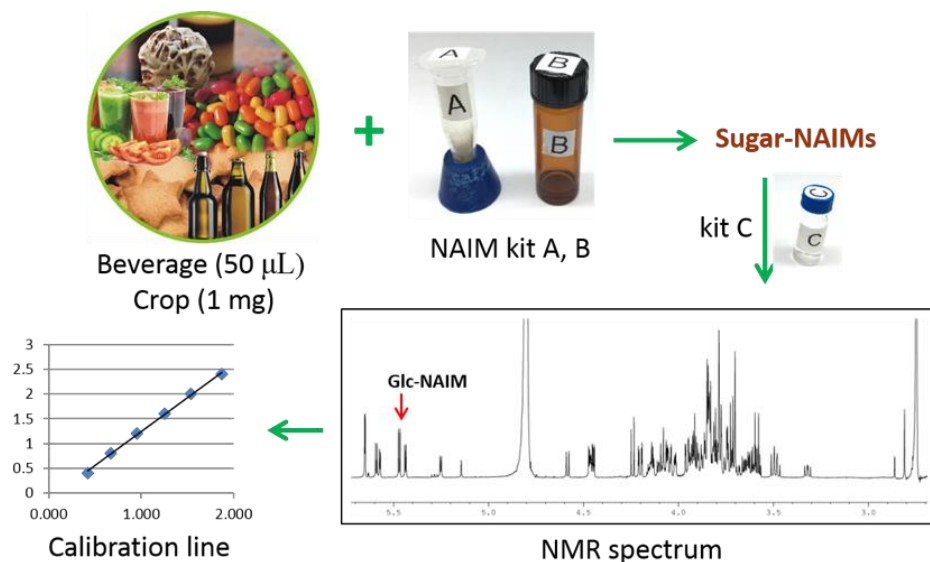 A
B
B
+
Sugar-NAIMs
kit C
C
C
NAIM kit A, B
Beverage (50 μL)
Crop (1 mg)
Glc-NAIM
3
2.5
2
1.5
1
0.5
0
0.000 1.000 2.000
5.5 5.0 4.5 4.0 3.5 3.0
Calibration line
NMR spectrum